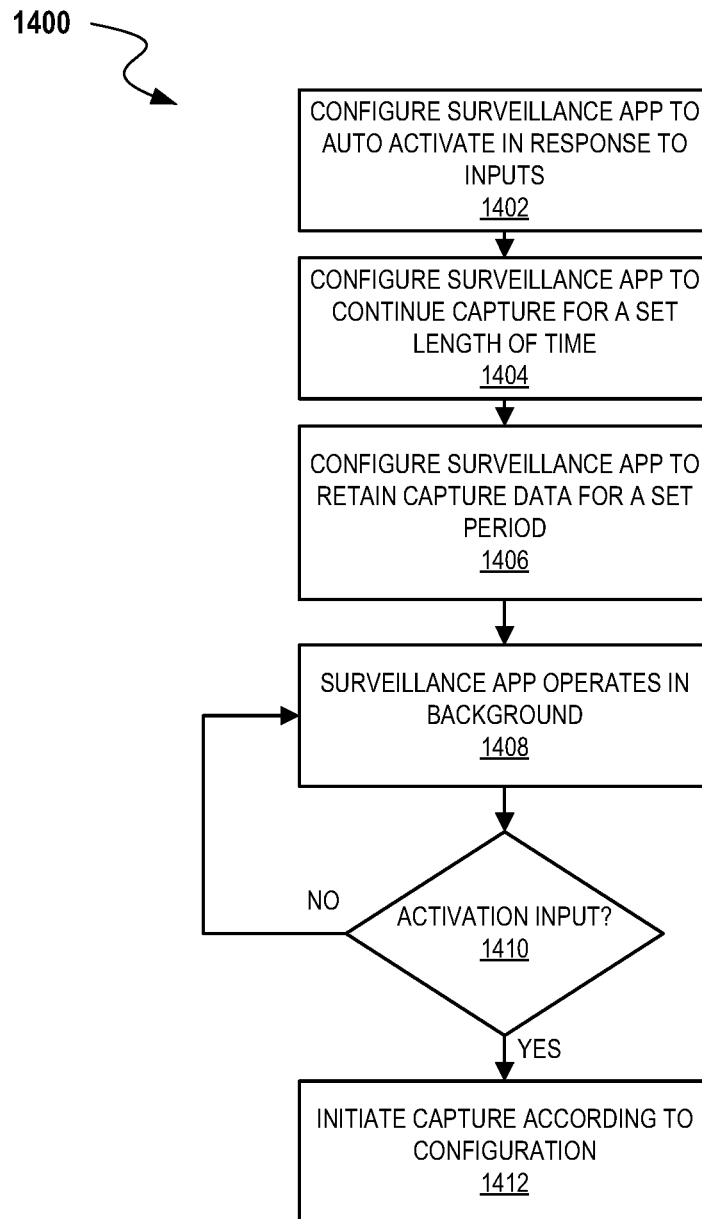 1400
CONFIGURE SURVEILLANCE APP TO
AUTO ACTIVATE IN RESPONSE TO
INPUTS
1402
CONFIGURE SURVEILLANCE APP TO
CONTINUE CAPTURE FOR A SET
LENGTH OF TIME
1404
CONFIGURE SURVEILLANCE APP TO
RETAIN CAPTURE DATA FOR A SET
PERIOD
1406
SURVEILLANCE APP OPERATES IN
BACKGROUND
1408
NO
ACTIVATION INPUT?
1410
YES
INITIATE CAPTURE ACCORDING TO
CONFIGURATION
1412